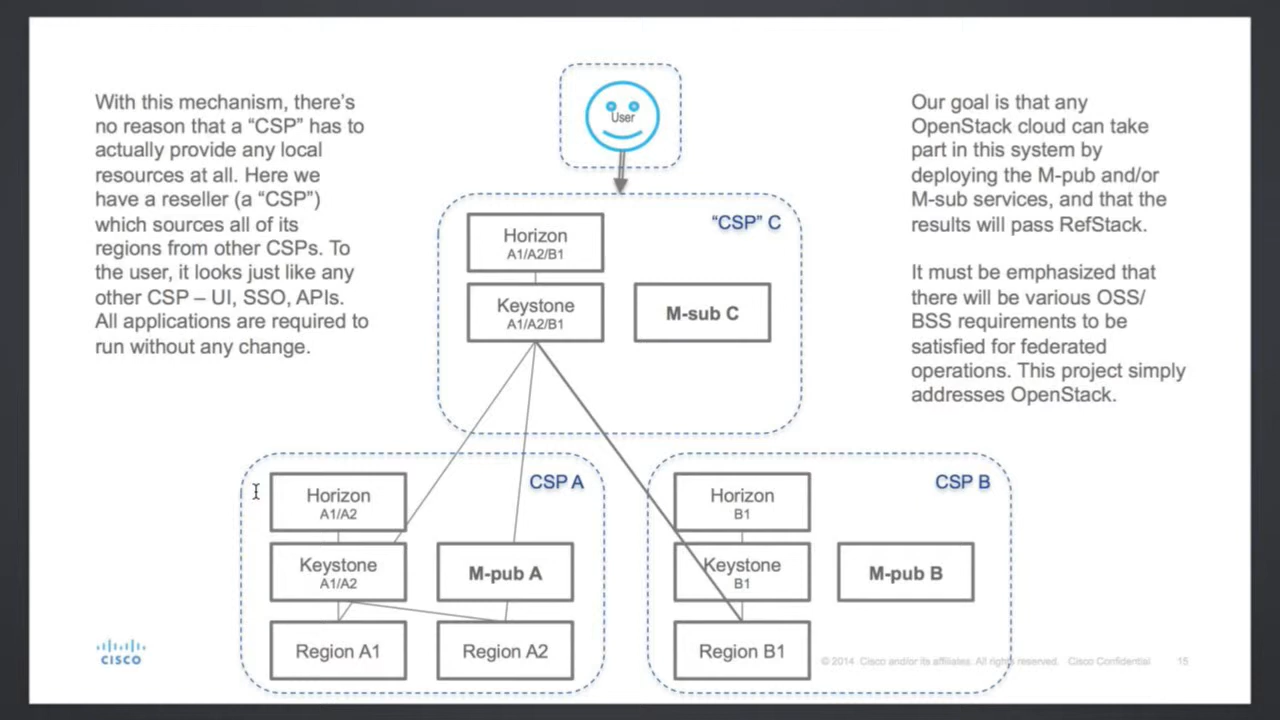 With this mechanism, there's
no reason that a “CSP” has to
actually provide any local
resources at all. Here we
have a reseller (a “CSP”)
which sources all of its
regions from other CSPs. To
the user, it looks just like any
other CSP – UI, SSO, APIs.
All applications are required to
run without any change.
User
“CSP” C
Horizon
A1/A2/B1
Keystone
A1/A2/B1
M-sub C
Our goal is that any
OpenStack cloud can take
part in this system by
deploying the M-pub and/or
M-sub services, and that the
results will pass RefStack.
It must be emphasized that
there will be various OSS/
BSS requirements to be
satisfied for federated
operations. This project simply
addresses OpenStack.
CSP A
Horizon
A1/A2
Keystone
A1/A2
M-pub A
Region A1
Region A2
CSP B
Horizon
B1
Keystone
B1
M-pub B
Region B1
CISCO
© 2014 Cisco and/or its affiliates. All rights reserved. Cisco Confidential 15